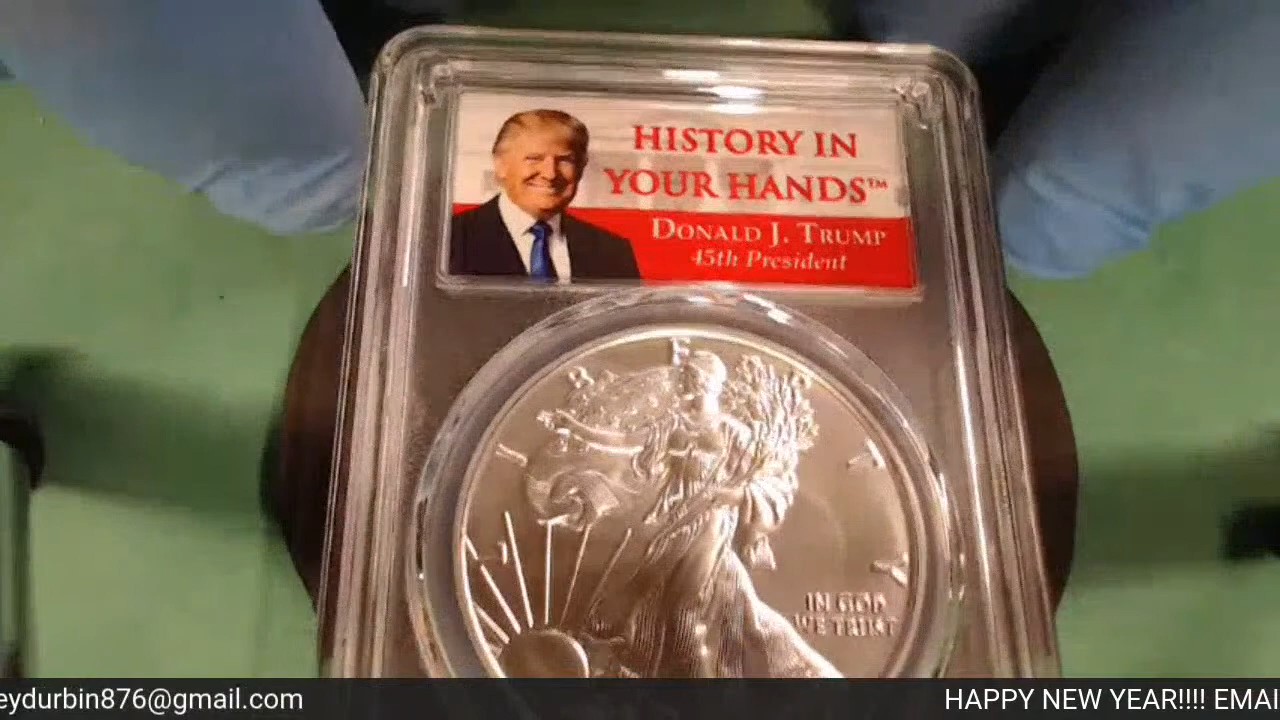 HISTORY IN
YOUR HANDS™
DONALD J. TRUMP
45th President
LIBERTY
IN GOD
WE TRUST
eydurbin876@gmail.com
HAPPY NEW YEAR!!!! EMAI